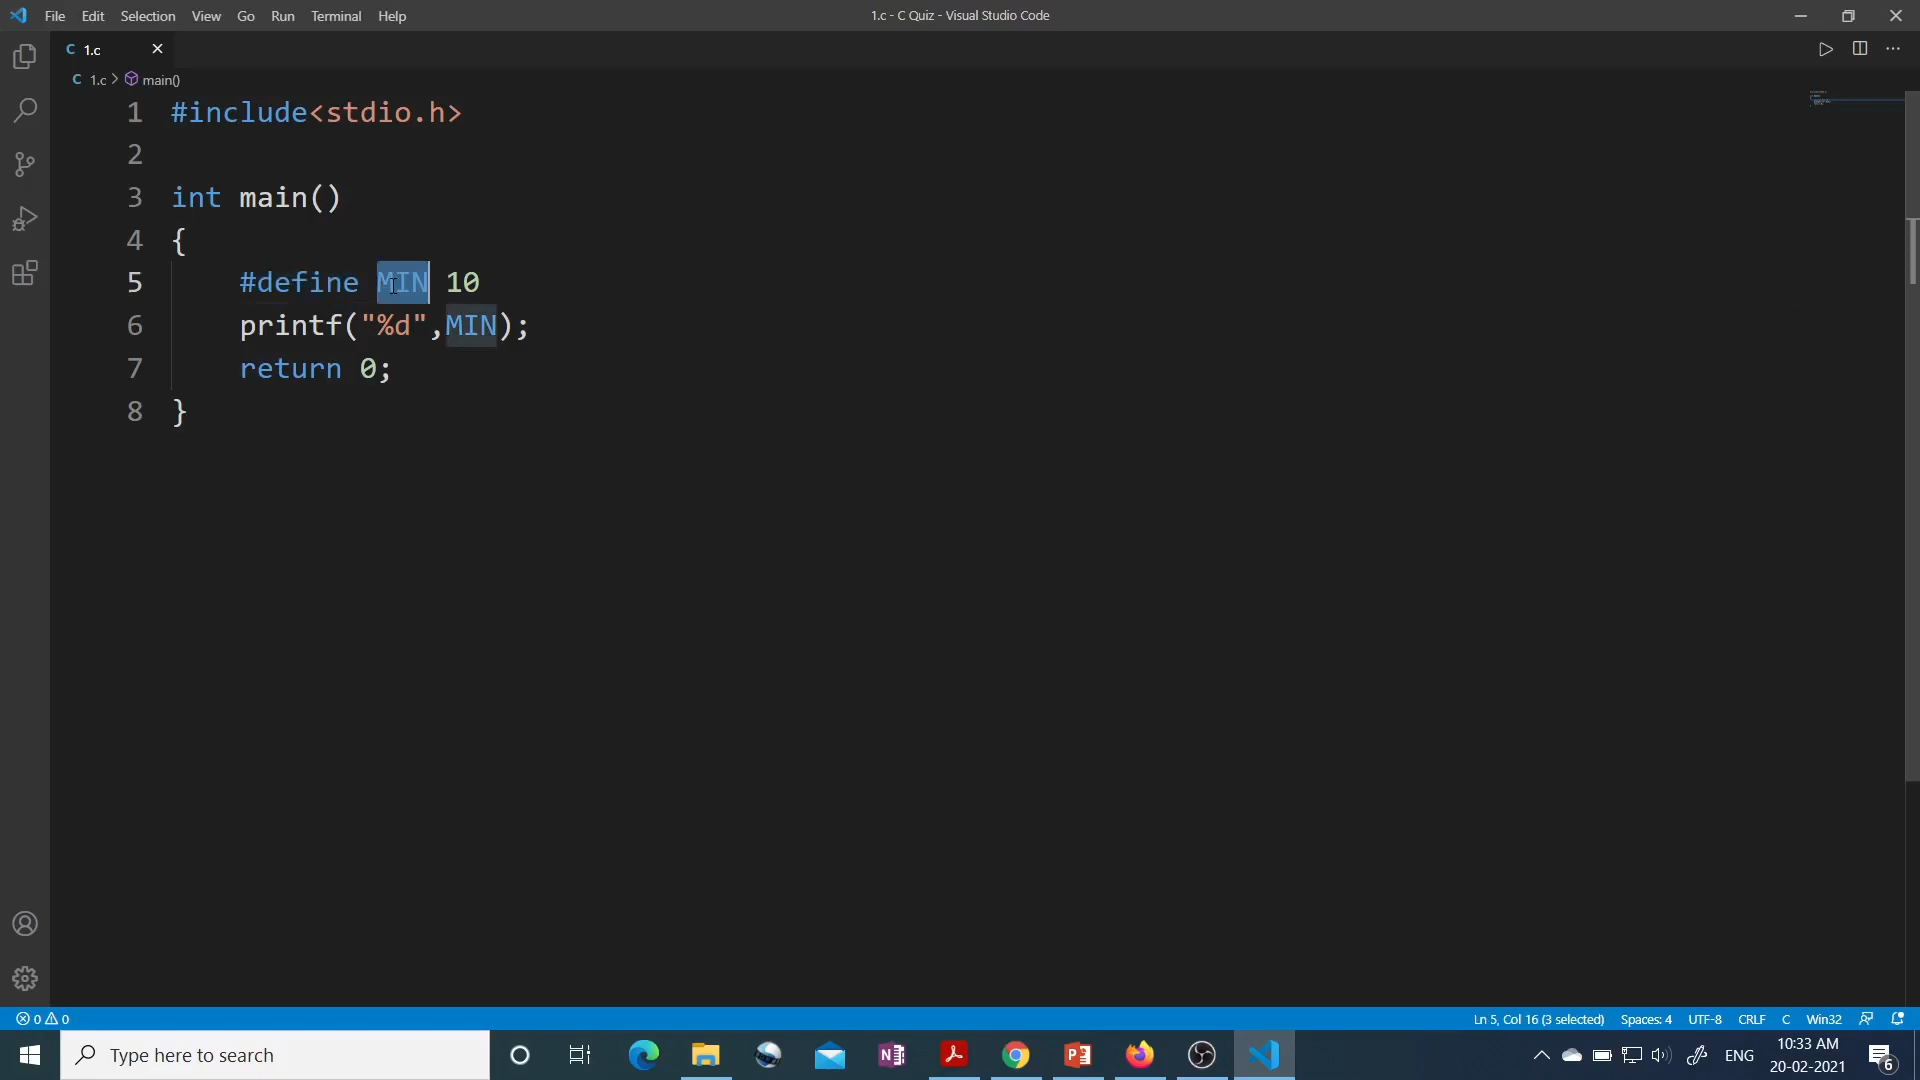 File Edit Selection View Go Run Terminal Help
1.c - C Quiz - Visual Studio Code
C 1.c
C 1.c > main()
1 #include<stdio.h>
2
3 int main()
4 {
5 #define MIN 10
6 printf("%d",MIN);
7 return 0;
8 }
0 0
Ln 5, Col 16 (3 selected) Spaces: 4 UTF-8 CRLF C Win32
Type here to search
ENG
10:33 AM
20-02-2021
6